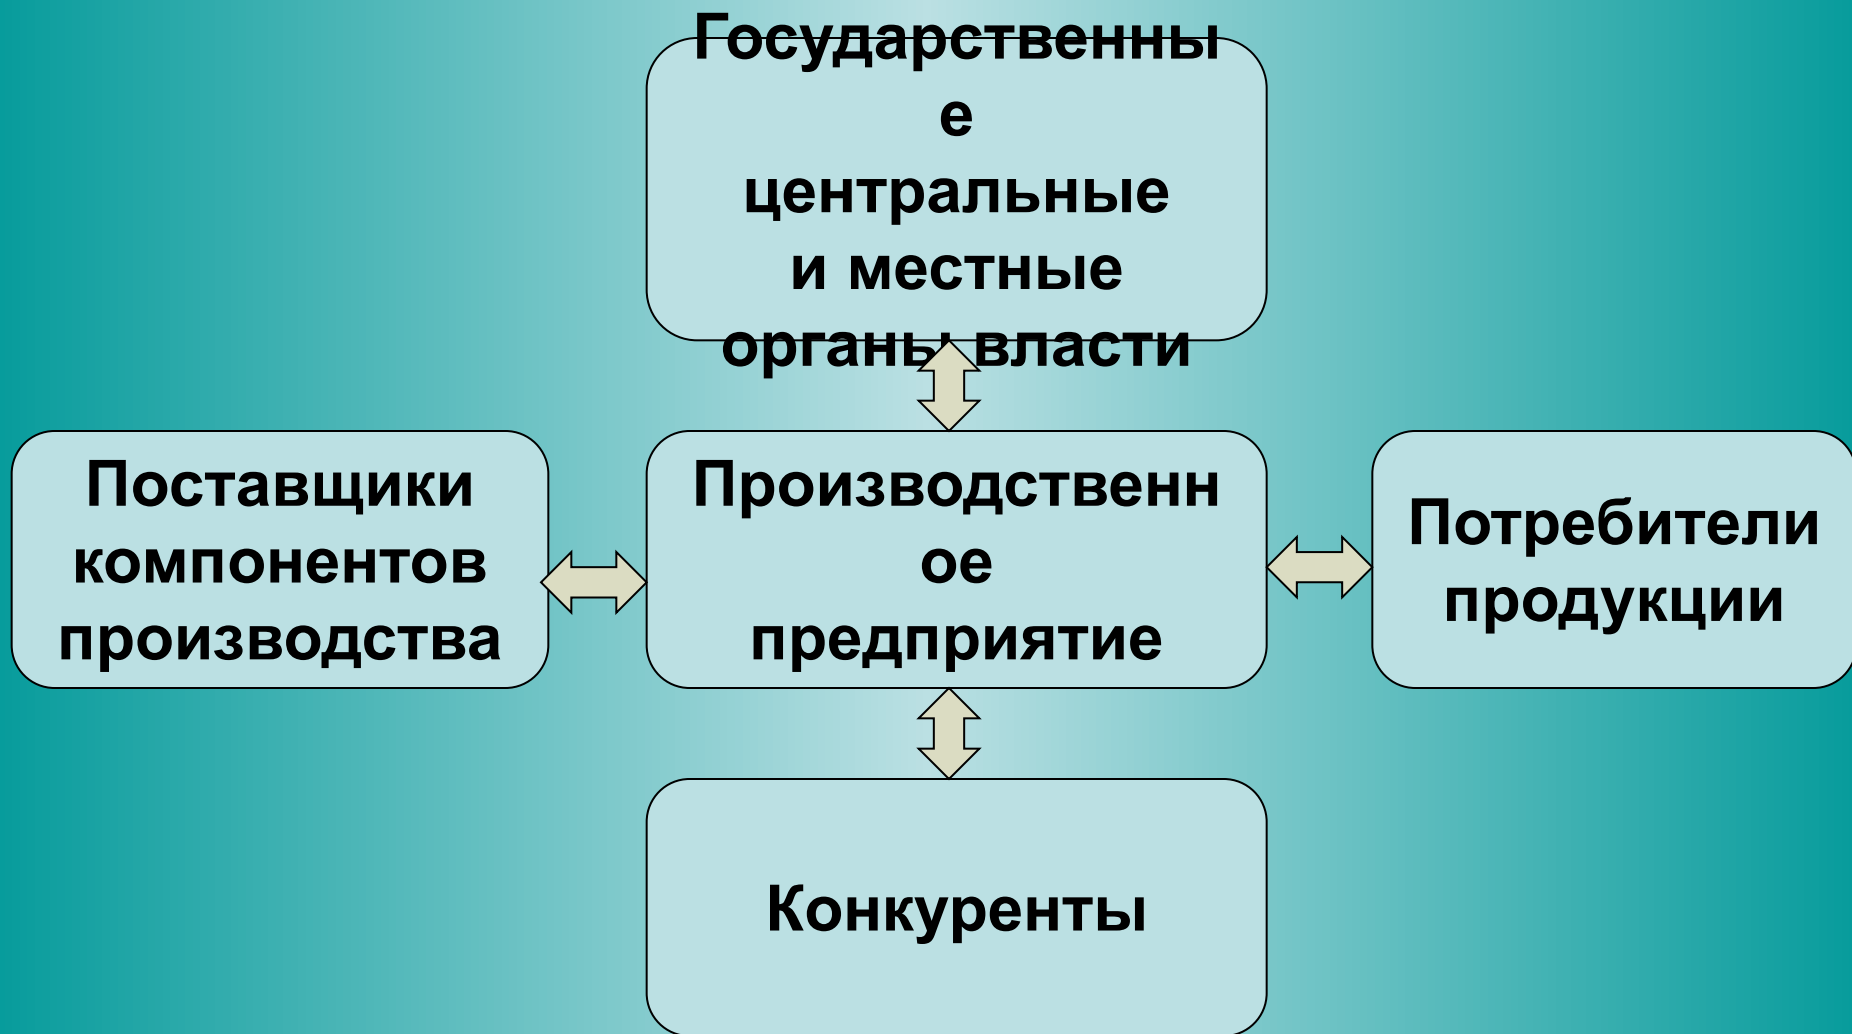 Государственны
е
центральные
и местные
органы власти
Поставщики
компонентов
производства
Производственн
ое
предприятие
Потребители
продукции
Конкуренты